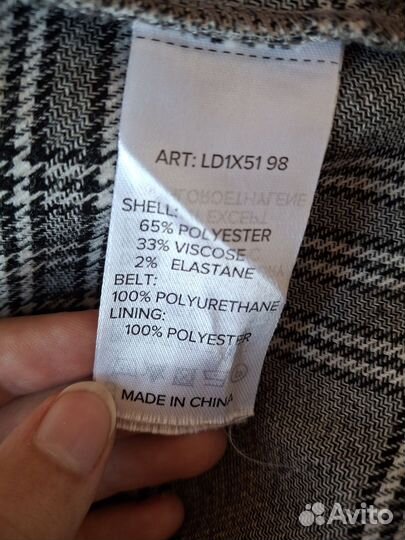 ART: LD1X51 98
SHELL:
65% POLYESTER
33% VISCOSE
2% ELASTANE
BELT:
100% POLYURETHANE
LINING:
100% POLYESTER
MADE IN CHINA
Avito